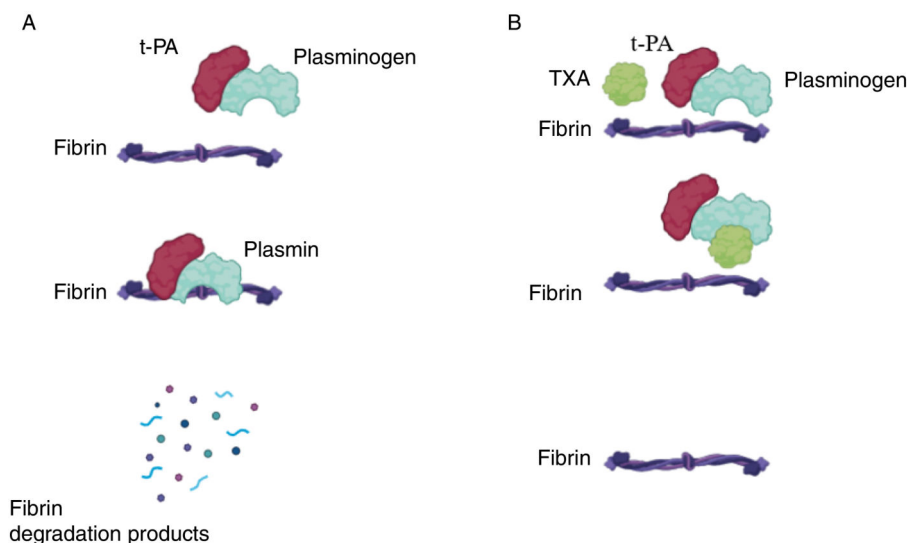 A
t-PA
Plasminogen
Fibrin
Plasmin
Fibrin
Fibrin
degradation products
B
t-PA
TXA
Plasminogen
Fibrin
Fibrin
Fibrin